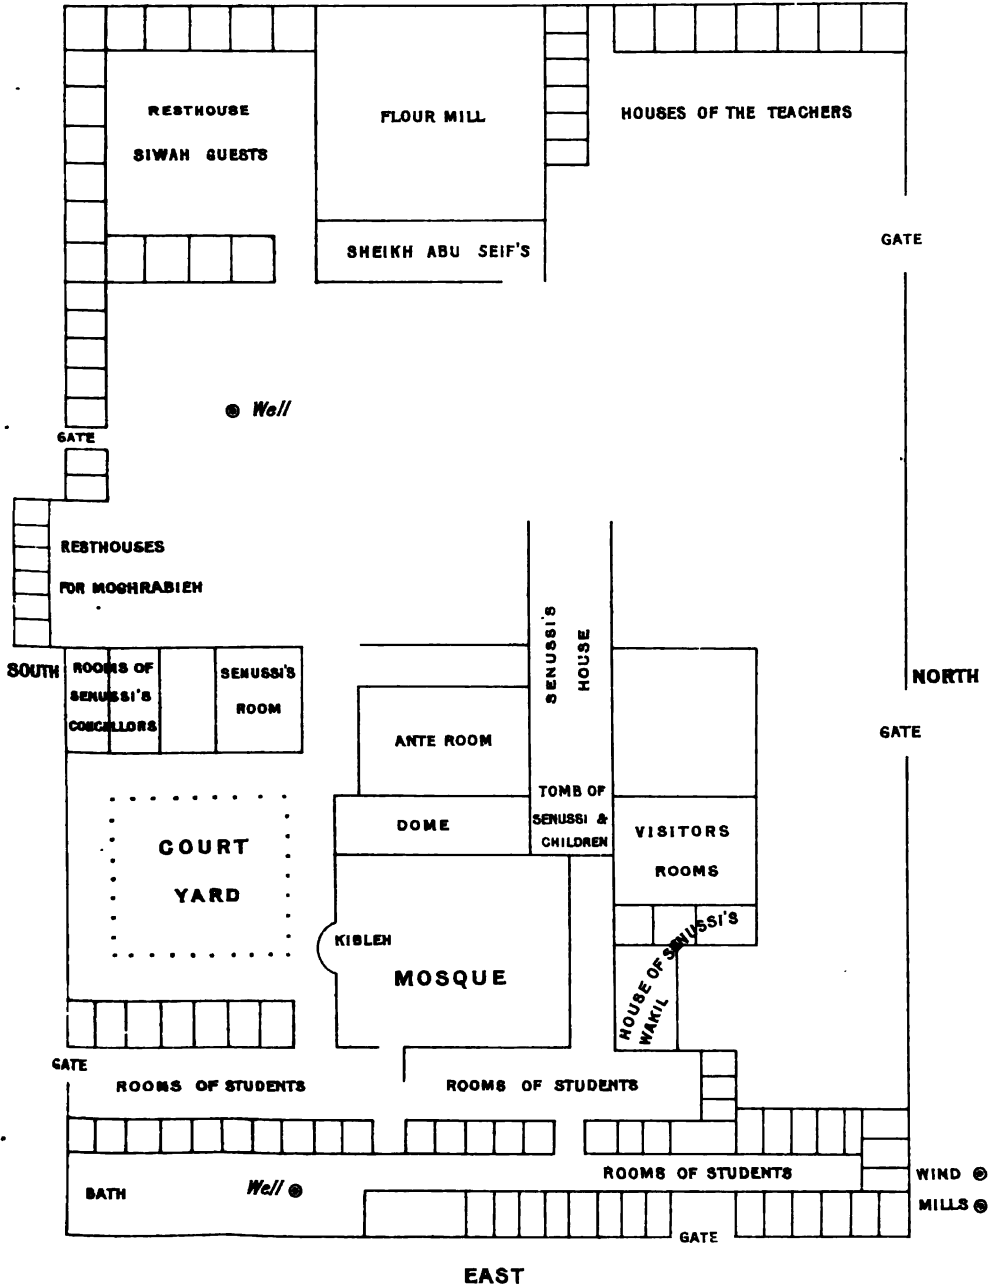 RESTHOUSE
SIWAH GUESTS
FLOUR MILL
HOUSES OF THE TEACHERS
SHEIKH ABU SEIF'S
GATE
Well
GATE
RESTHOUSES
FOR MOGHRABIEH
SENUSSI'S
HOUSE
SOUTH
ROOMS OF
SENUSSI'S
CONCILLORS
SENUSSI'S
ROOM
NORTH
ANTE ROOM
GATE
TOMB OF
SENUSSI &
CHILDREN
DOME
VISITORS
ROOMS
COURT
YARD
KIBLEH
MOSQUE
HOUSE OF SENUSSI'S
WAKIL
GATE
ROOMS OF STUDENTS
ROOMS OF STUDENTS
ROOMS OF STUDENTS
BATH
Well
WIND
MILLS
GATE
EAST